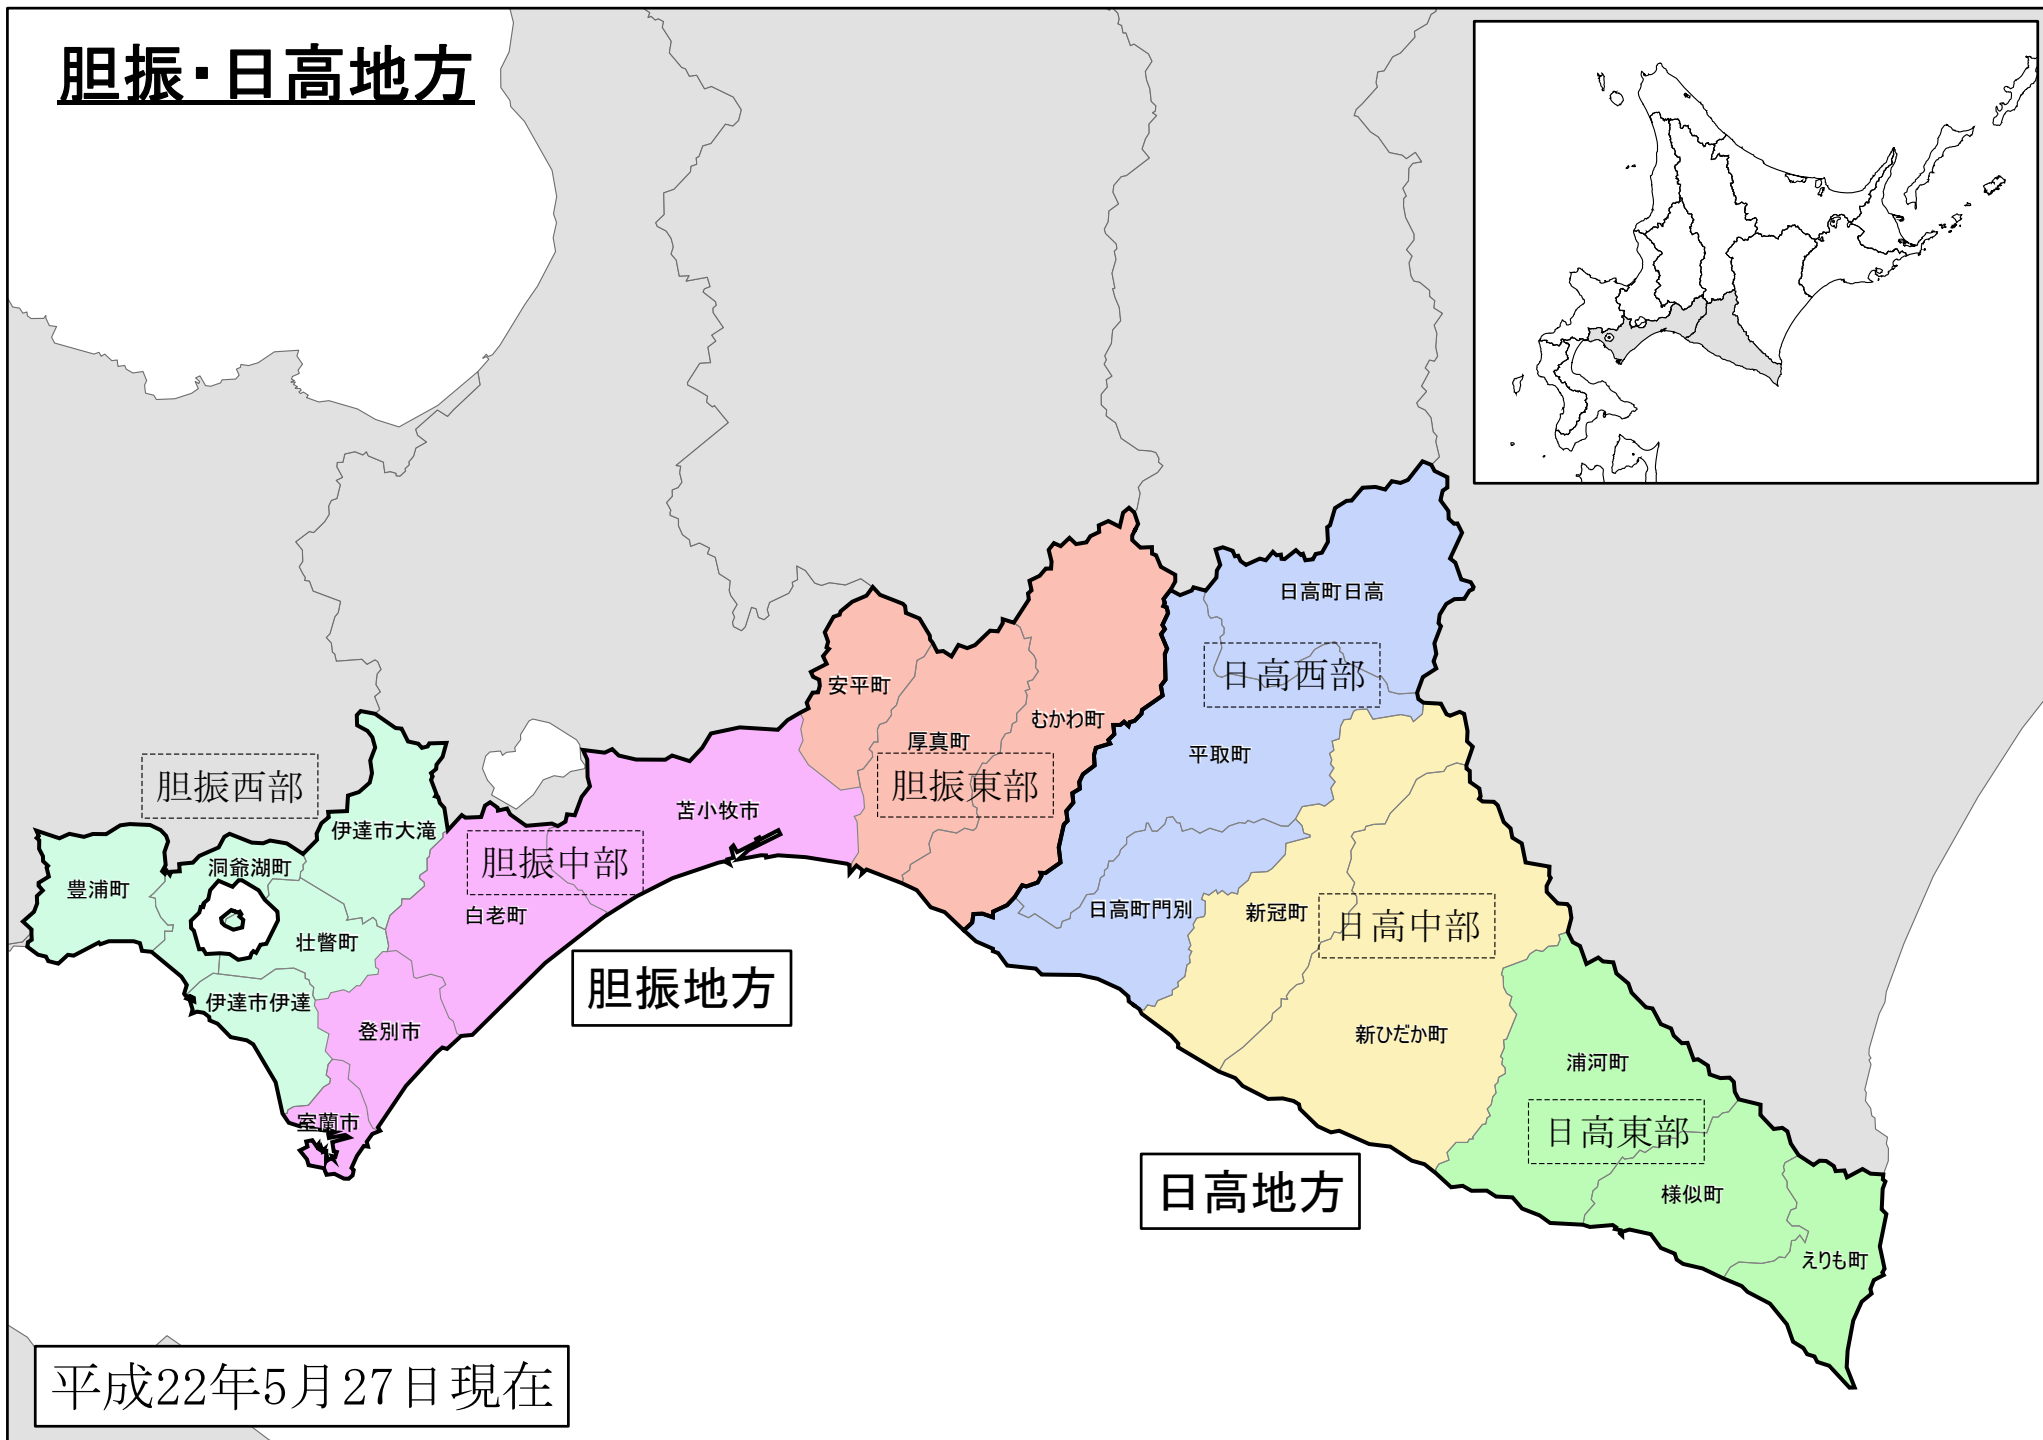 胆振・日高地方
日高町日高
日高西部
安平町
むかわ町
厚真町
平取町
胆振西部
胆振東部
苫小牧市
伊達市大滝
胆振中部
洞爺湖町
豊浦町
白老町
日高町門別
新冠町
日高中部
壮瞥町
胆振地方
伊達市伊達
登別市
新ひだか町
浦河町
室蘭市
日高東部
日高地方
様似町
えりも町
平成22年5月27日現在